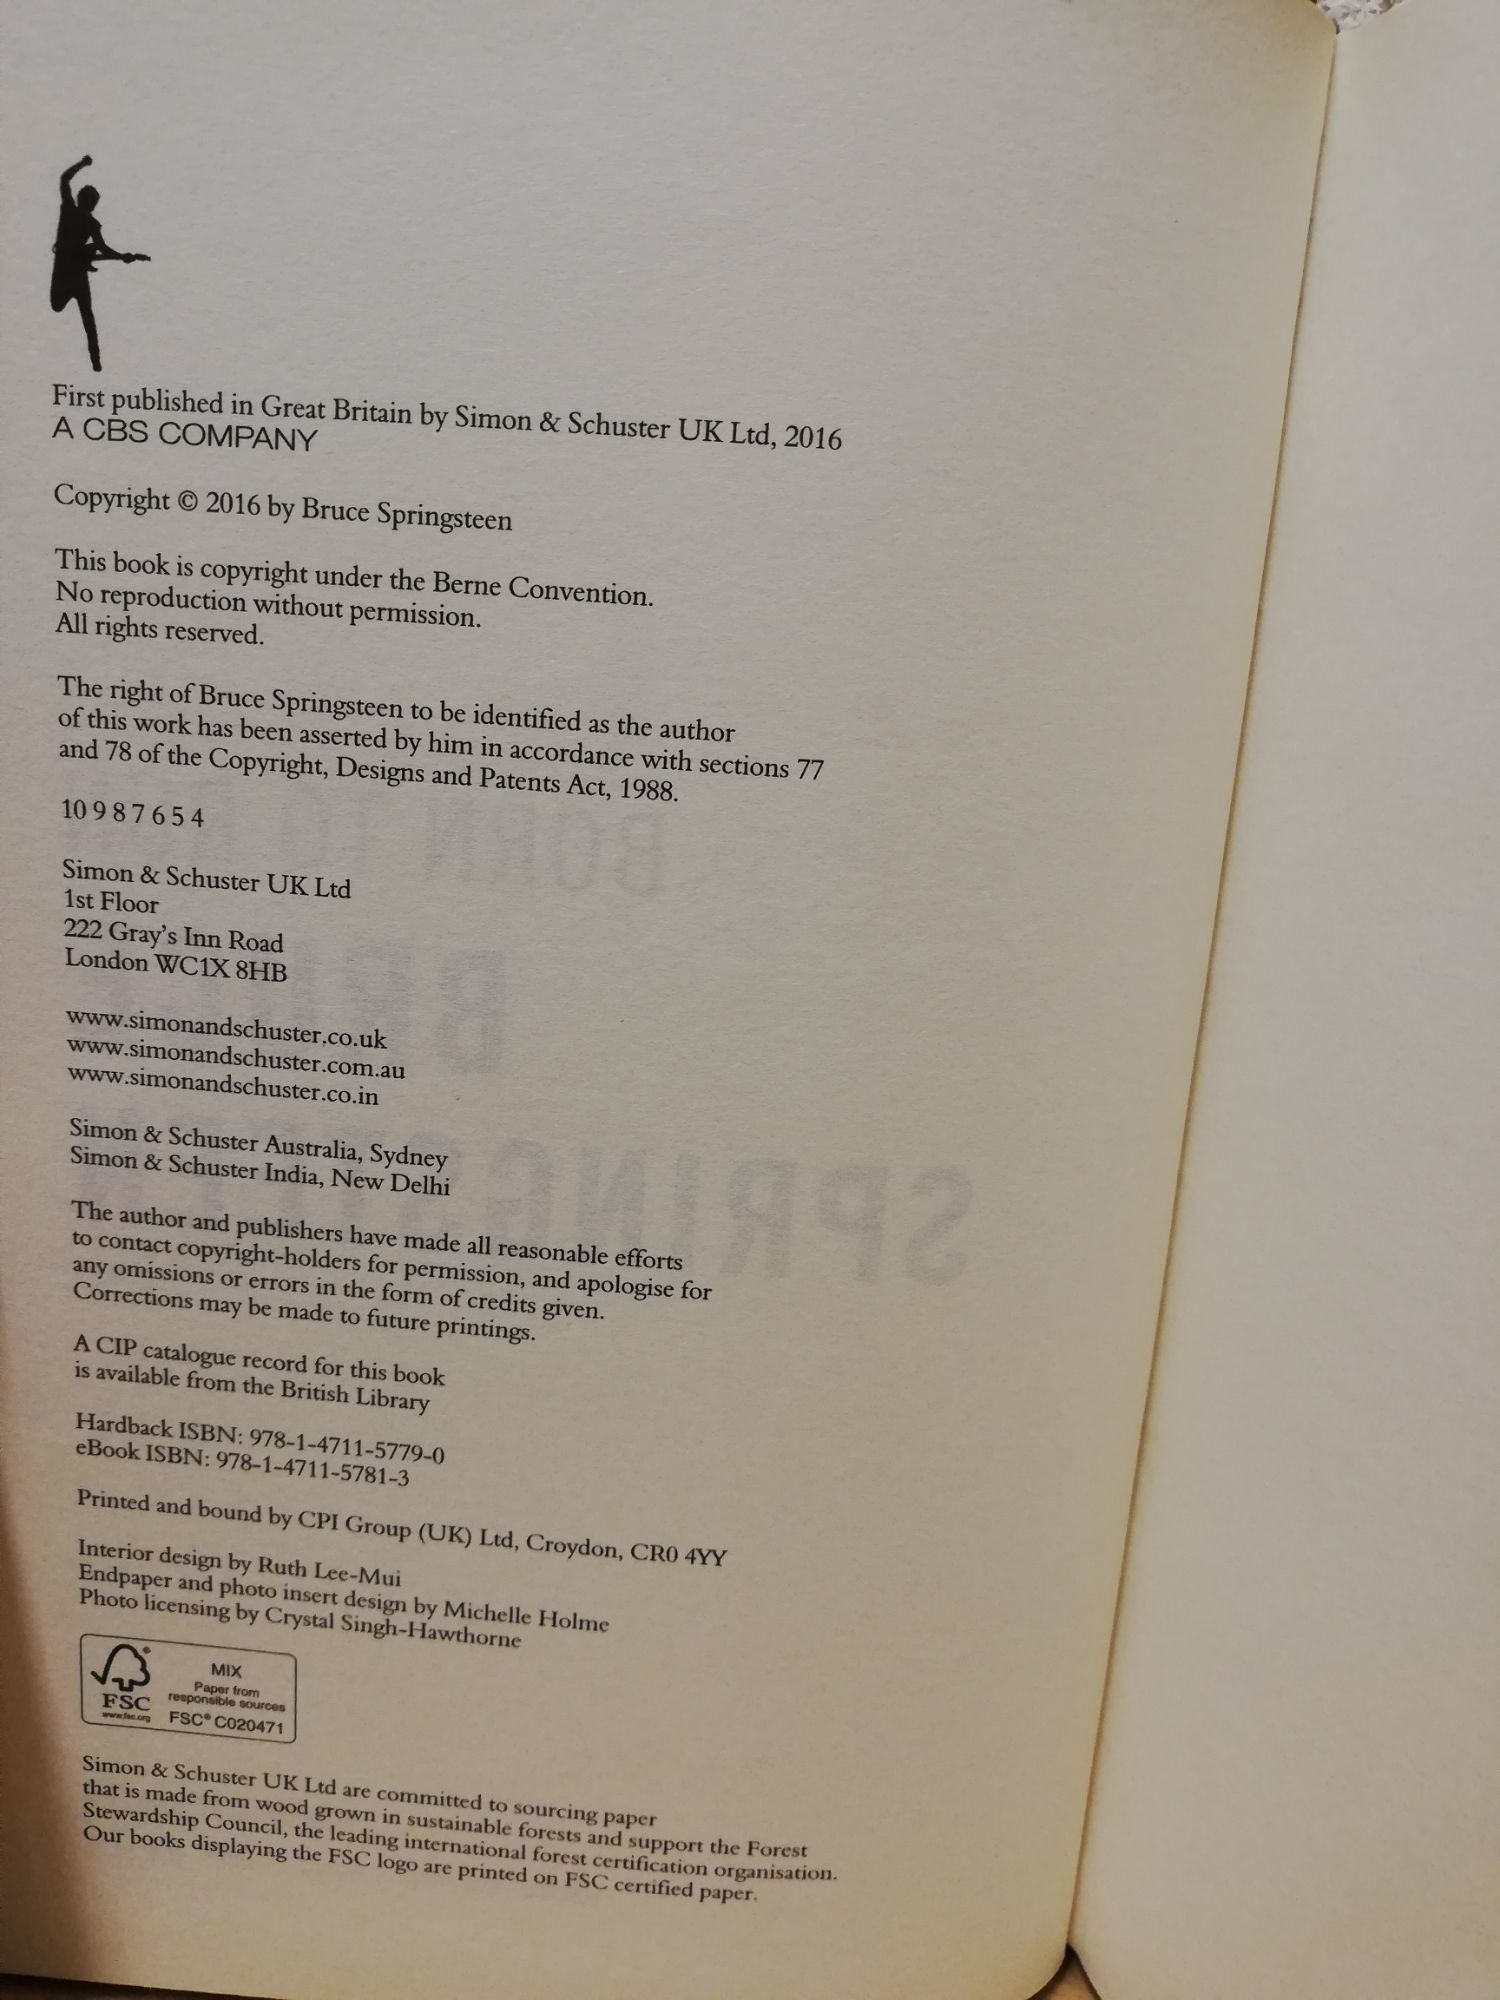 First published in Great Britain by Simon & Schuster UK Ltd, 2016
A CBS COMPANY
Copyright © 2016 by Bruce Springsteen
This book is copyright under the Berne Convention.
No reproduction without permission.
All rights reserved.
The right of Bruce Springsteen to be identified as the author
of this work has been asserted by him in accordance with sections 77
and 78 of the Copyright, Designs and Patents Act, 1988.
10 9 8 7 6 5 4
Simon & Schuster UK Ltd
1st Floor
222 Gray's Inn Road
London WC1X 8HB
www.simonandschuster.co.uk
www.simonandschuster.com.au
www.simonandschuster.co.in
Simon & Schuster Australia, Sydney
Simon & Schuster India, New Delhi
The author and publishers have made all reasonable efforts
to contact copyright-holders for permission, and apologise for
any omissions or errors in the form of credits given.
Corrections may be made to future printings.
A CIP catalogue record for this book
is available from the British Library
Hardback ISBN: 978-1-4711-5779-0
eBook ISBN: 978-1-4711-5781-3
Printed and bound by CPI Group (UK) Ltd, Croydon, CR0 4YY
Interior design by Ruth Lee-Mui
Endpaper and photo insert design by Michelle Holme
Photo licensing by Crystal Singh-Hawthorne
FSC
www.fsc.org
MIX
Paper from
responsible sources
FSC® C020471
Simon & Schuster UK Ltd are committed to sourcing paper
that is made from wood grown in sustainable forests and support the Forest
Stewardship Council, the leading international forest certification organisation.
Our books displaying the FSC logo are printed on FSC certified paper.